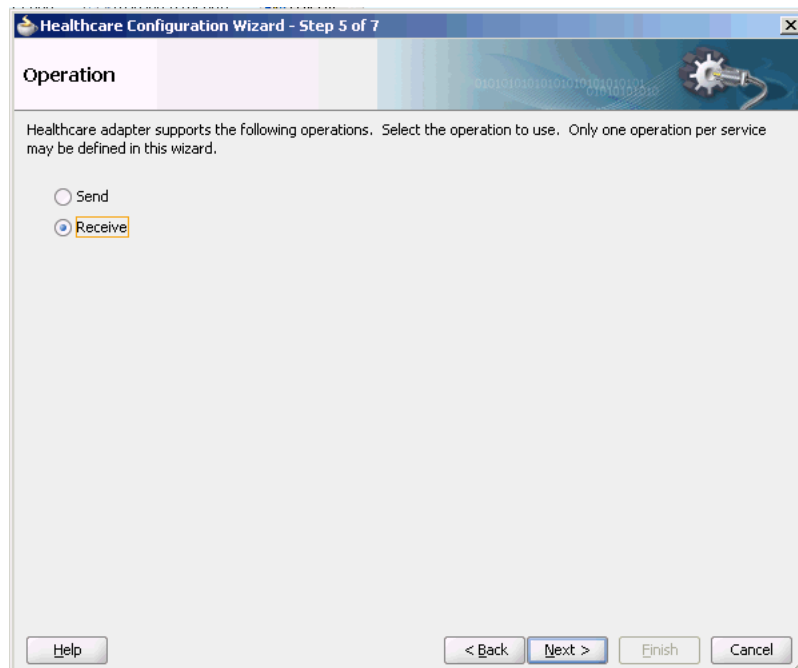 Healthcare Configuration Wizard - Step 5 of 7
Operation
Healthcare adapter supports the following operations. Select the operation to use. Only one operation per service
may be defined in this wizard.
Send
Receive
Help
< Back
Next >
Finish
Cancel